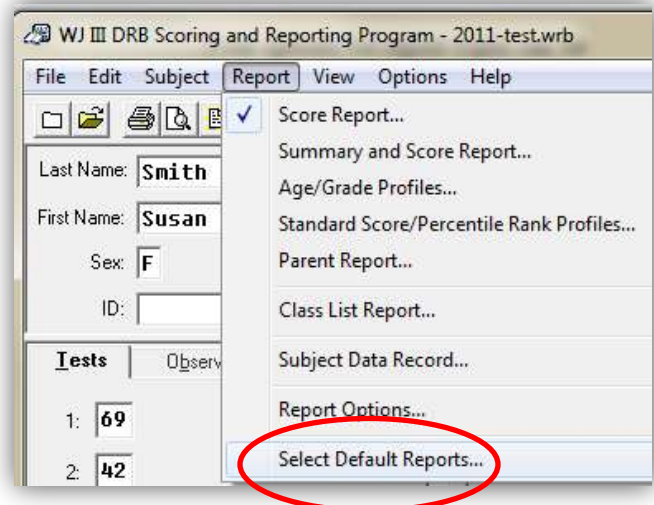 WJ III DRB Scoring and Reporting Program - 2011-test.wrb
File Edit Subject Report View Options Help
Score Report...
Summary and Score Report...
Age/Grade Profiles...
Standard Score/Percentile Rank Profiles...
Parent Report...
Class List Report...
Subject Data Record...
Report Options...
Select Default Reports...
Last Name: Smith
First Name: Susan
Sex: F
ID:
Tests
1: 69
2: 42